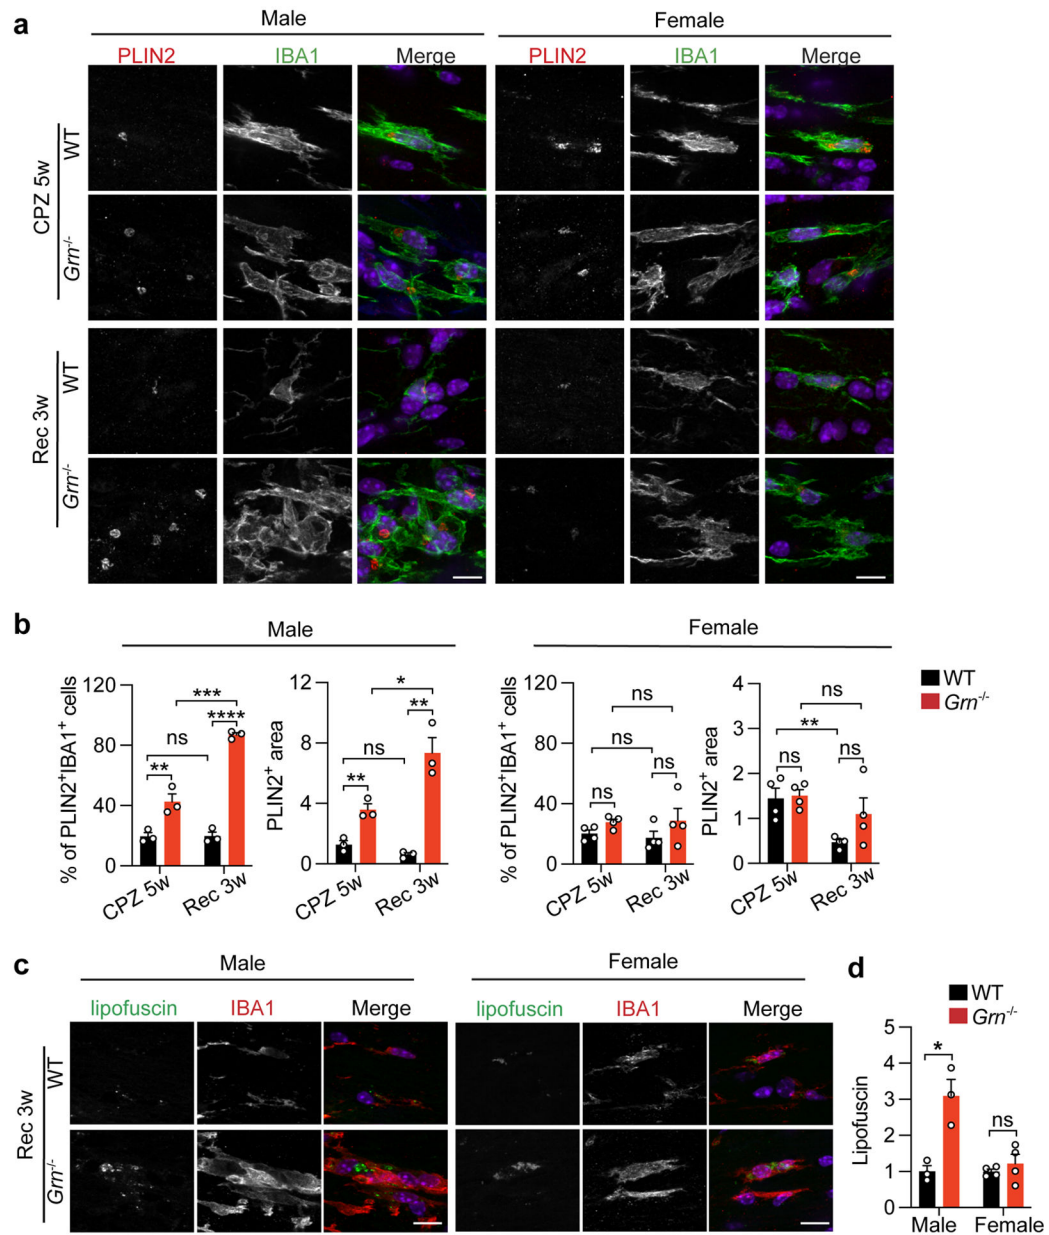 a
Male Female
PLIN2 IBA1 Merge PLIN2 IBA1 Merge
CPZ 5w
WT
Grn-/-
Rec 3w
WT
Grn-/-
b
Male Female
WT
Grn-/-
% of PLIN2+IBA1+ cells
120
80
40
0
**
ns
***
****
CPZ 5w Rec 3w
PLIN2+ area
12
8
4
0
**
ns
*
**
CPZ 5w Rec 3w
% of PLIN2+IBA1+ cells
120
80
40
0
ns
ns
ns
ns
CPZ 5w Rec 3w
PLIN2+ area
4
3
2
1
0
ns
**
ns
ns
CPZ 5w Rec 3w
c
Male Female
lipofuscin IBA1 Merge lipofuscin IBA1 Merge
Rec 3w
WT
Grn-/-
d
WT
Grn-/-
Lipofuscin
5
4
3
2
1
0
*
ns
Male Female